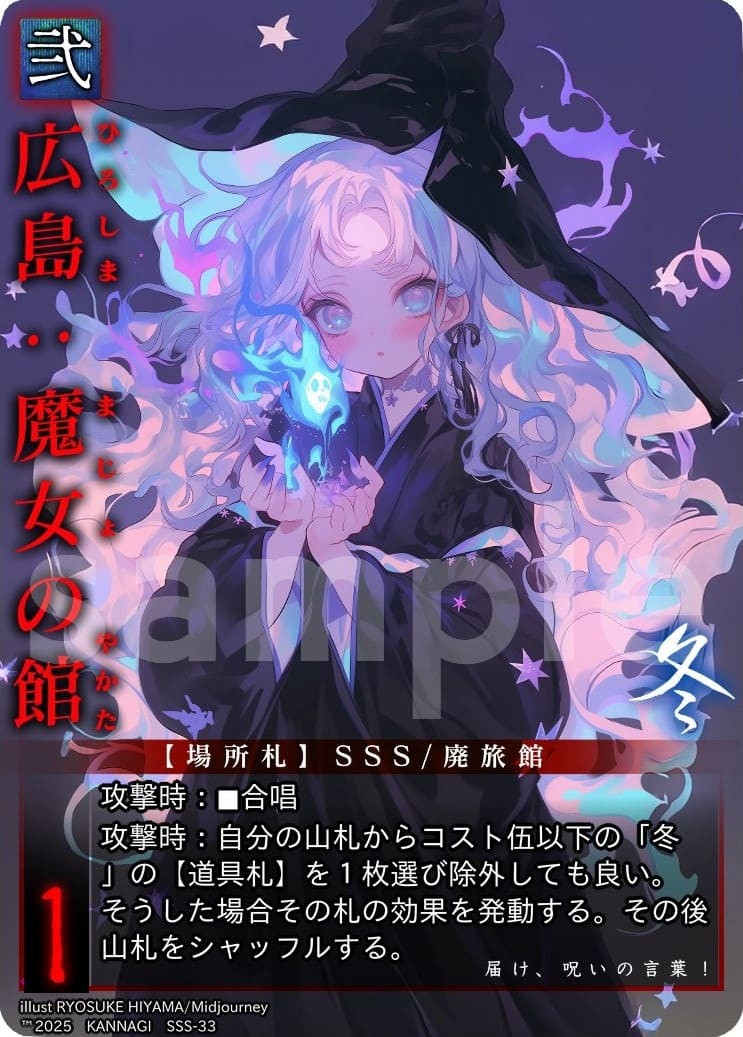 弐
広島：魔女の館
ひろしま まじょ やかた
sample
冬
【場所札】SSS/廃旅館
攻撃時：■合唱
攻撃時：自分の山札からコスト伍以下の「冬
」の【道具札】を１枚選び除外しても良い。
そうした場合その札の効果を発動する。その後
山札をシャッフルする。
1
届け、呪いの言葉！
illust RYOSUKE HIYAMA/Midjourney
™2025 KANNAGI SSS-33